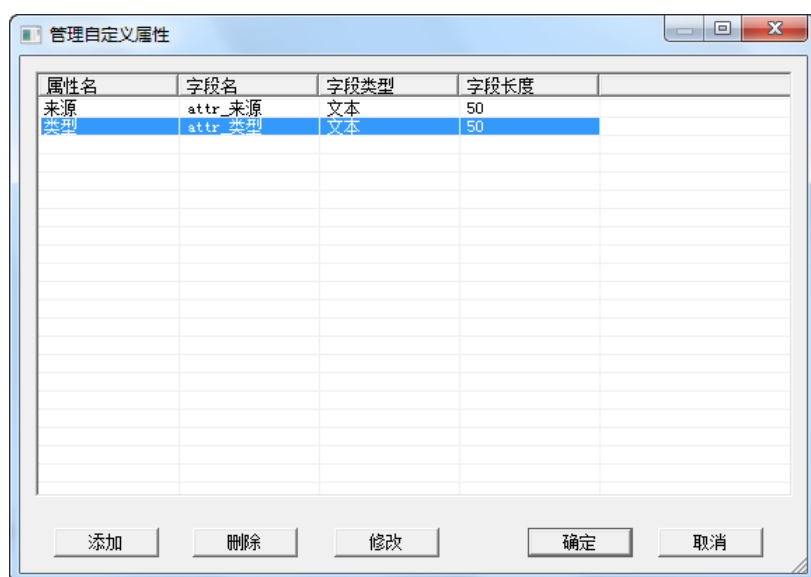 管理自定义属性
属性名 字段名 字段类型 字段长度
来源 attr_来源 文本 50
类型 attr_类型 文本 50
添加 删除 修改 确定 取消